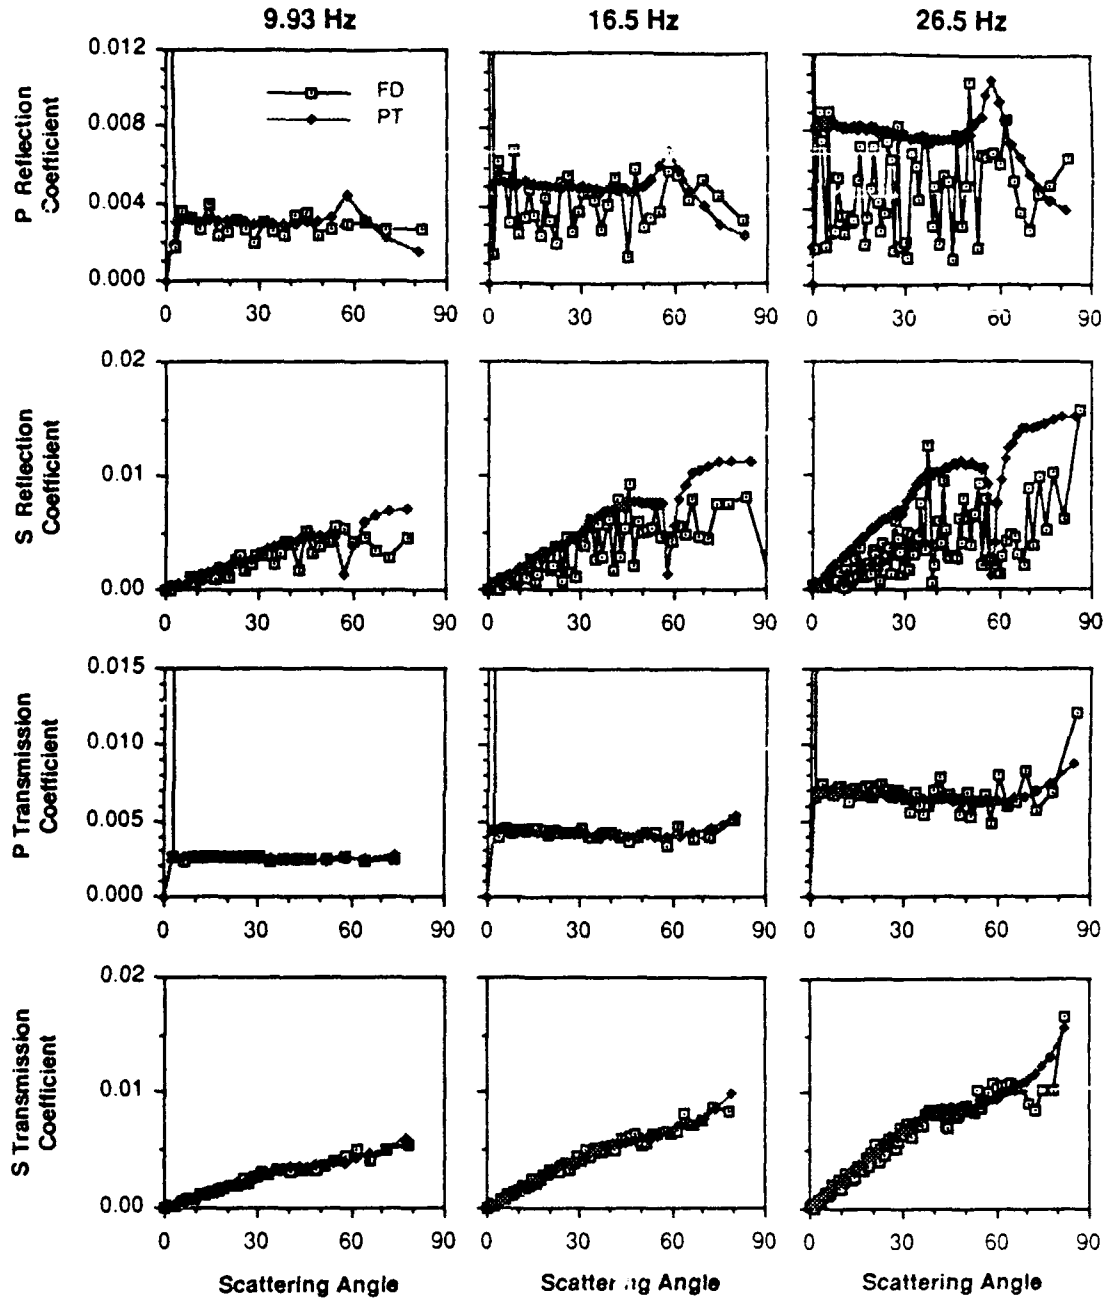 9.93 Hz 16.5 Hz 26.5 Hz
P Reflection
Coefficient
0.012
0.008
0.004
0.000
FD
PT
0 30 60 90 0 30 60 90 0 30 60 90
S Reflection
Coefficient
0.02
0.01
0.00
0 30 60 90 0 30 60 90 0 30 60 90
P Transmission
Coefficient
0.015
0.010
0.005
0.000
0 30 60 90 0 30 60 90 0 30 60 90
S Transmission
Coefficient
0.02
0.01
0.00
0 30 60 90 0 30 60 90 0 30 60 90
Scattering Angle Angle Scattering Angle